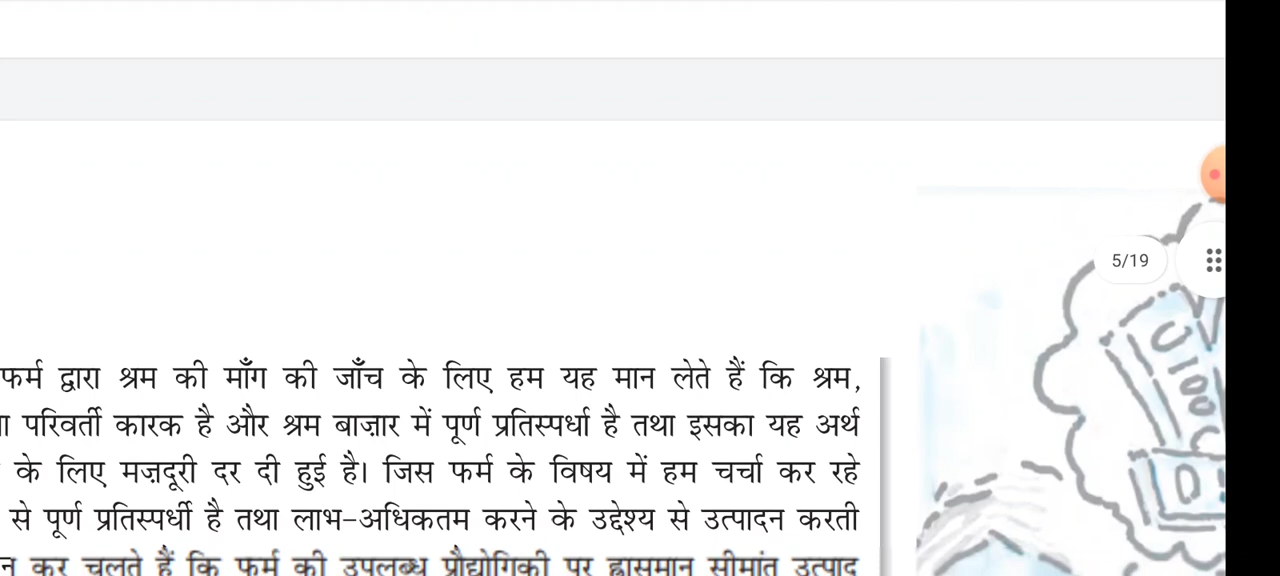 5/19
फर्म द्वारा श्रम की माँग की जाँच के लिए हम यह मान लेते हैं कि श्रम,
परिवर्ती कारक है और श्रम बाज़ार में पूर्ण प्रतिस्पर्धा है तथा इसका यह अर्थ
के लिए मज़दूरी दर दी हुई है। जिस फर्म के विषय में हम चर्चा कर रहे
से पूर्ण प्रतिस्पर्धी है तथा लाभ-अधिकतम करने के उद्देश्य से उत्पादन करती
कर चलते हैं कि फर्म की उपलब्ध प्रौद्योगिकी पर ह्रासमान सीमांत उत्पाद